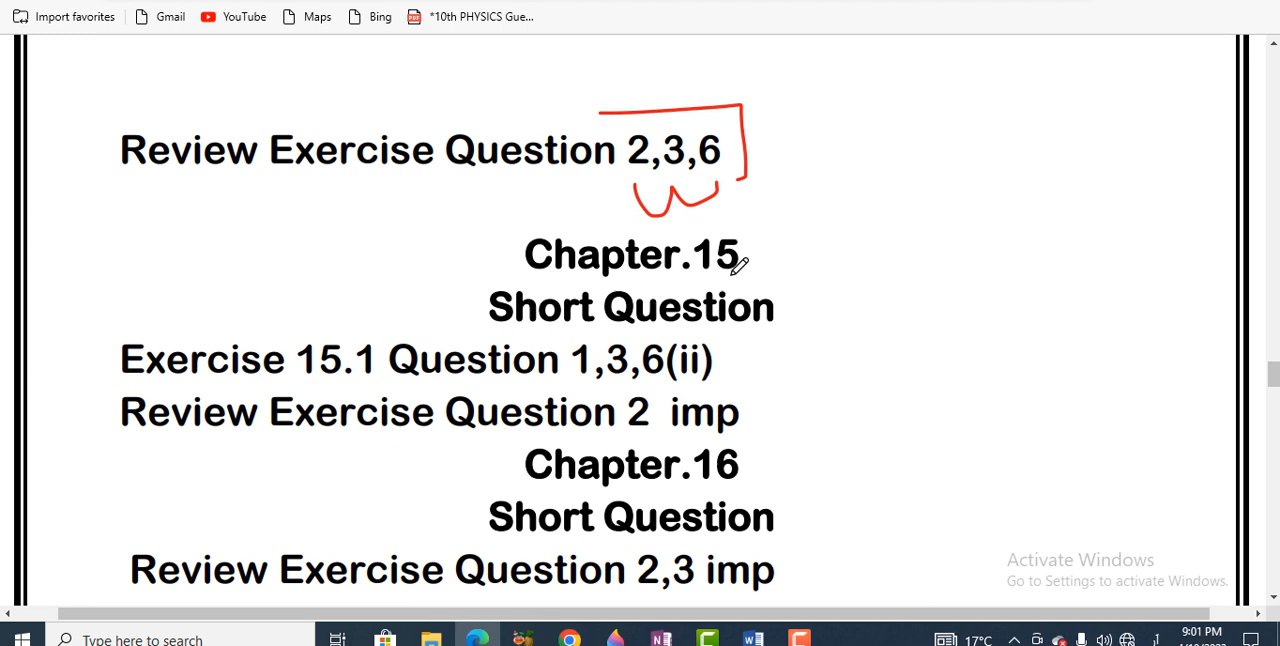 Import favorites Gmail YouTube Maps Bing *10th PHYSICS Gue...
Review Exercise Question 2,3,6
Chapter.15
Short Question
Exercise 15.1 Question 1,3,6(ii)
Review Exercise Question 2 imp
Chapter.16
Short Question
Review Exercise Question 2,3 imp
Activate Windows
Go to Settings to activate Windows.
Type here to search 17°C 9:01 PM